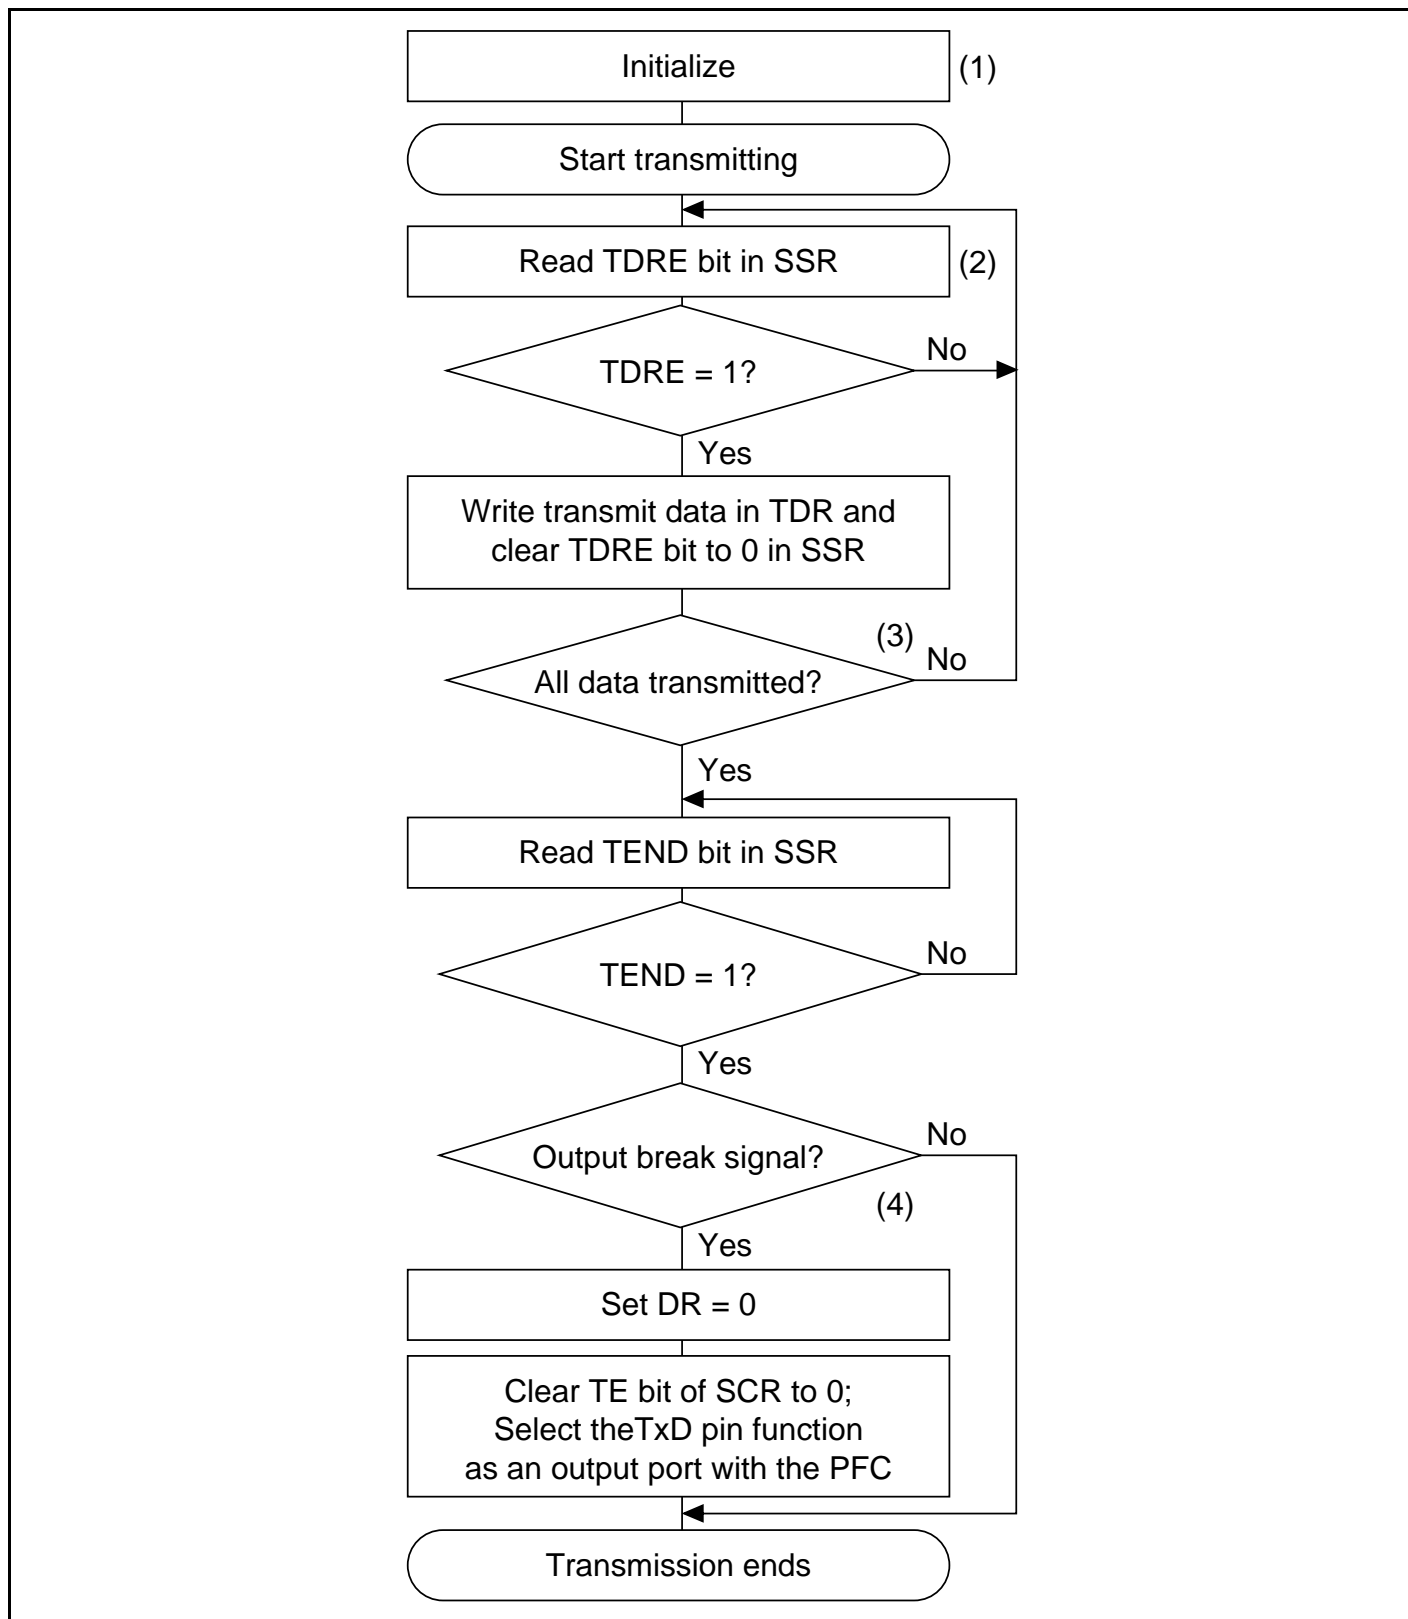 Initialize
(1)
Start transmitting
Read TDRE bit in SSR
(2)
TDRE = 1?
No
Yes
Write transmit data in TDR and
clear TDRE bit to 0 in SSR
(3)
All data transmitted?
No
Yes
Read TEND bit in SSR
TEND = 1?
No
Yes
Output break signal?
No
(4)
Yes
Set DR = 0
Clear TE bit of SCR to 0;
Select theTxD pin function
as an output port with the PFC
Transmission ends